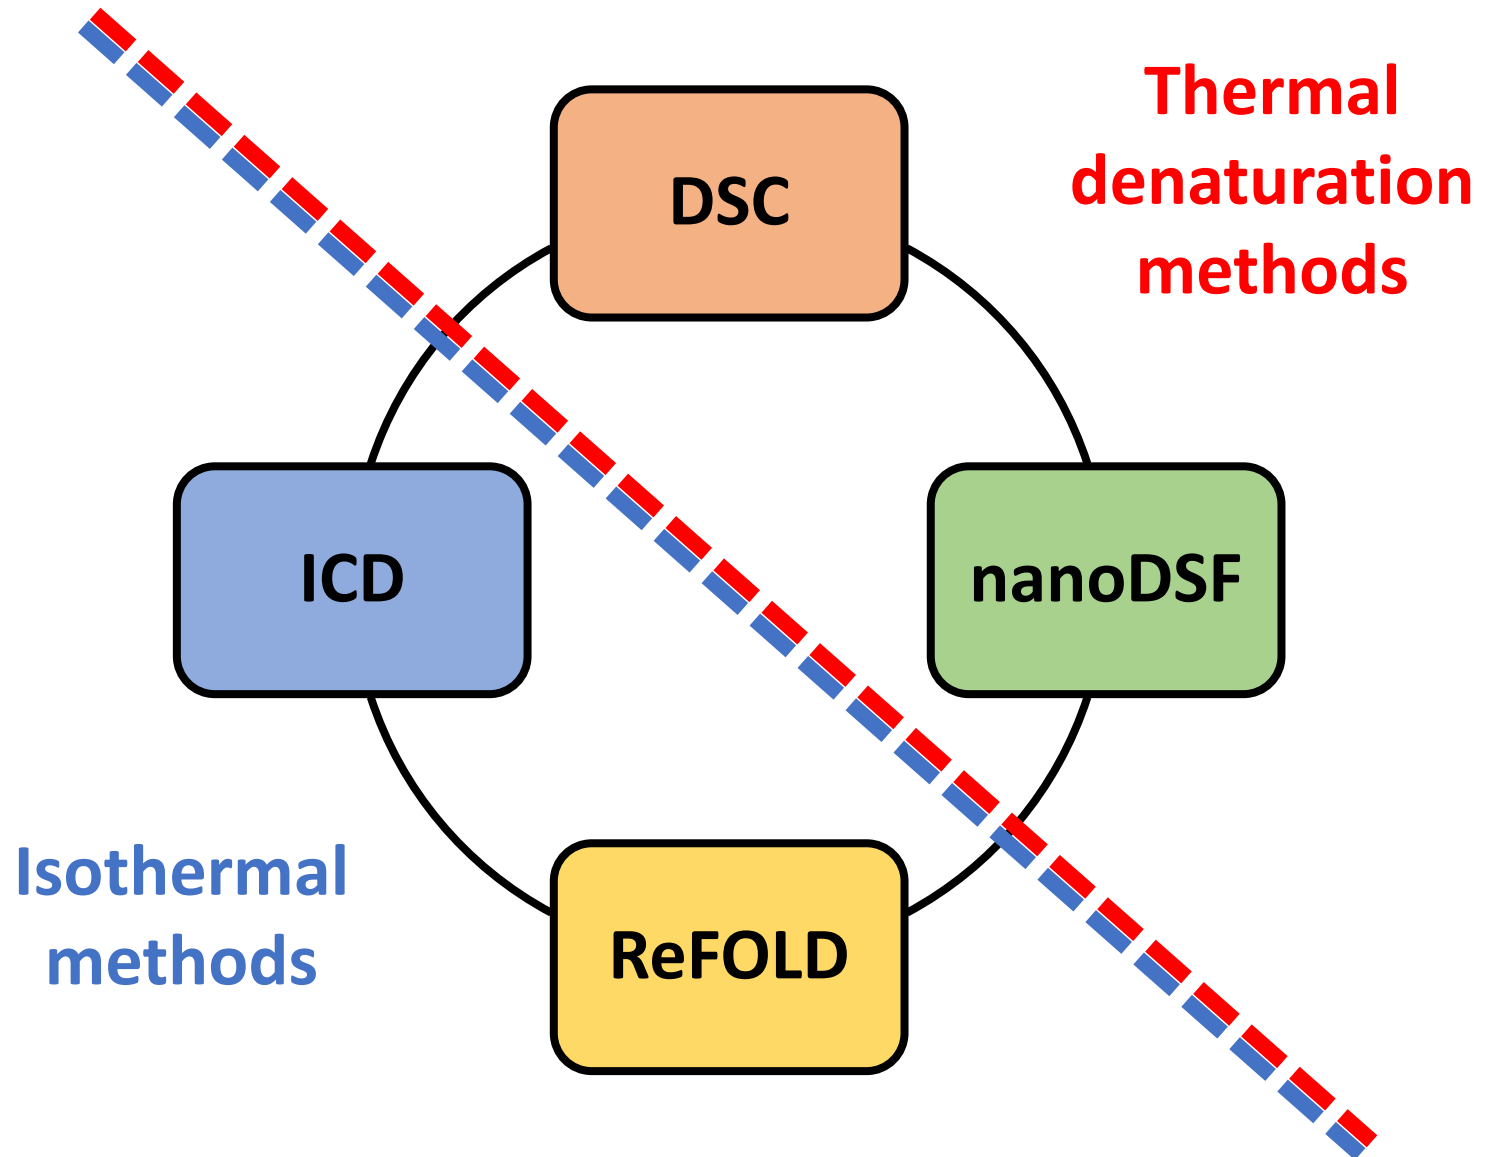 Thermal
denaturation
methods
DSC
ICD
nanoDSF
ReFOLD
Isothermal
methods